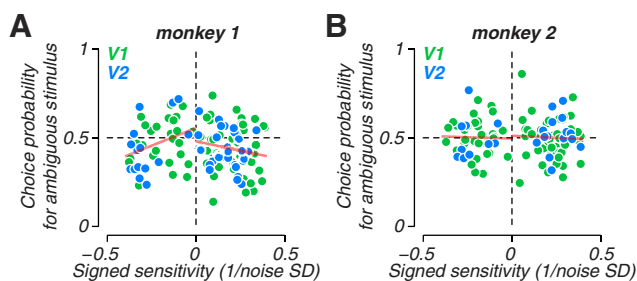 A
monkey 1
V1
V2
Choice probability
for ambiguous stimulus
1
0.5
0
−0.5
0
0.5
Signed sensitivity (1/noise SD)
B
monkey 2
V1
V2
Choice probability
for ambiguous stimulus
1
0.5
0
−0.5
0
0.5
Signed sensitivity (1/noise SD)